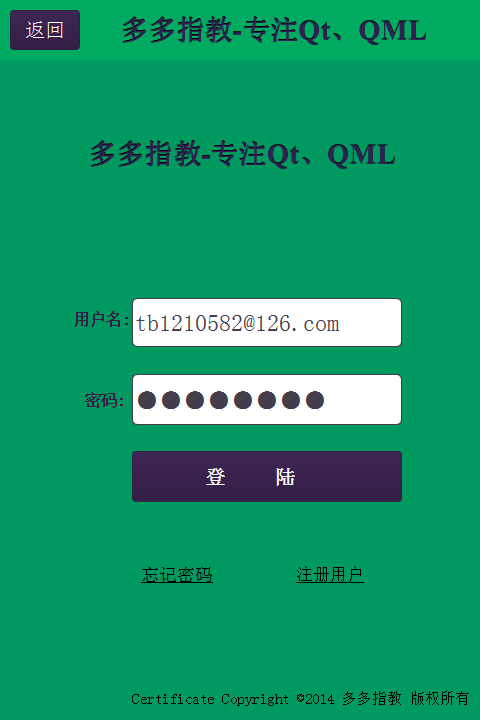 返回 多多指教-专注Qt、QML
多多指教-专注Qt、QML
用户名: tb1210582@126.com
密码: ●●●●●●●●
登 陆
忘记密码 注册用户
Certificate Copyright ©2014 多多指教 版权所有